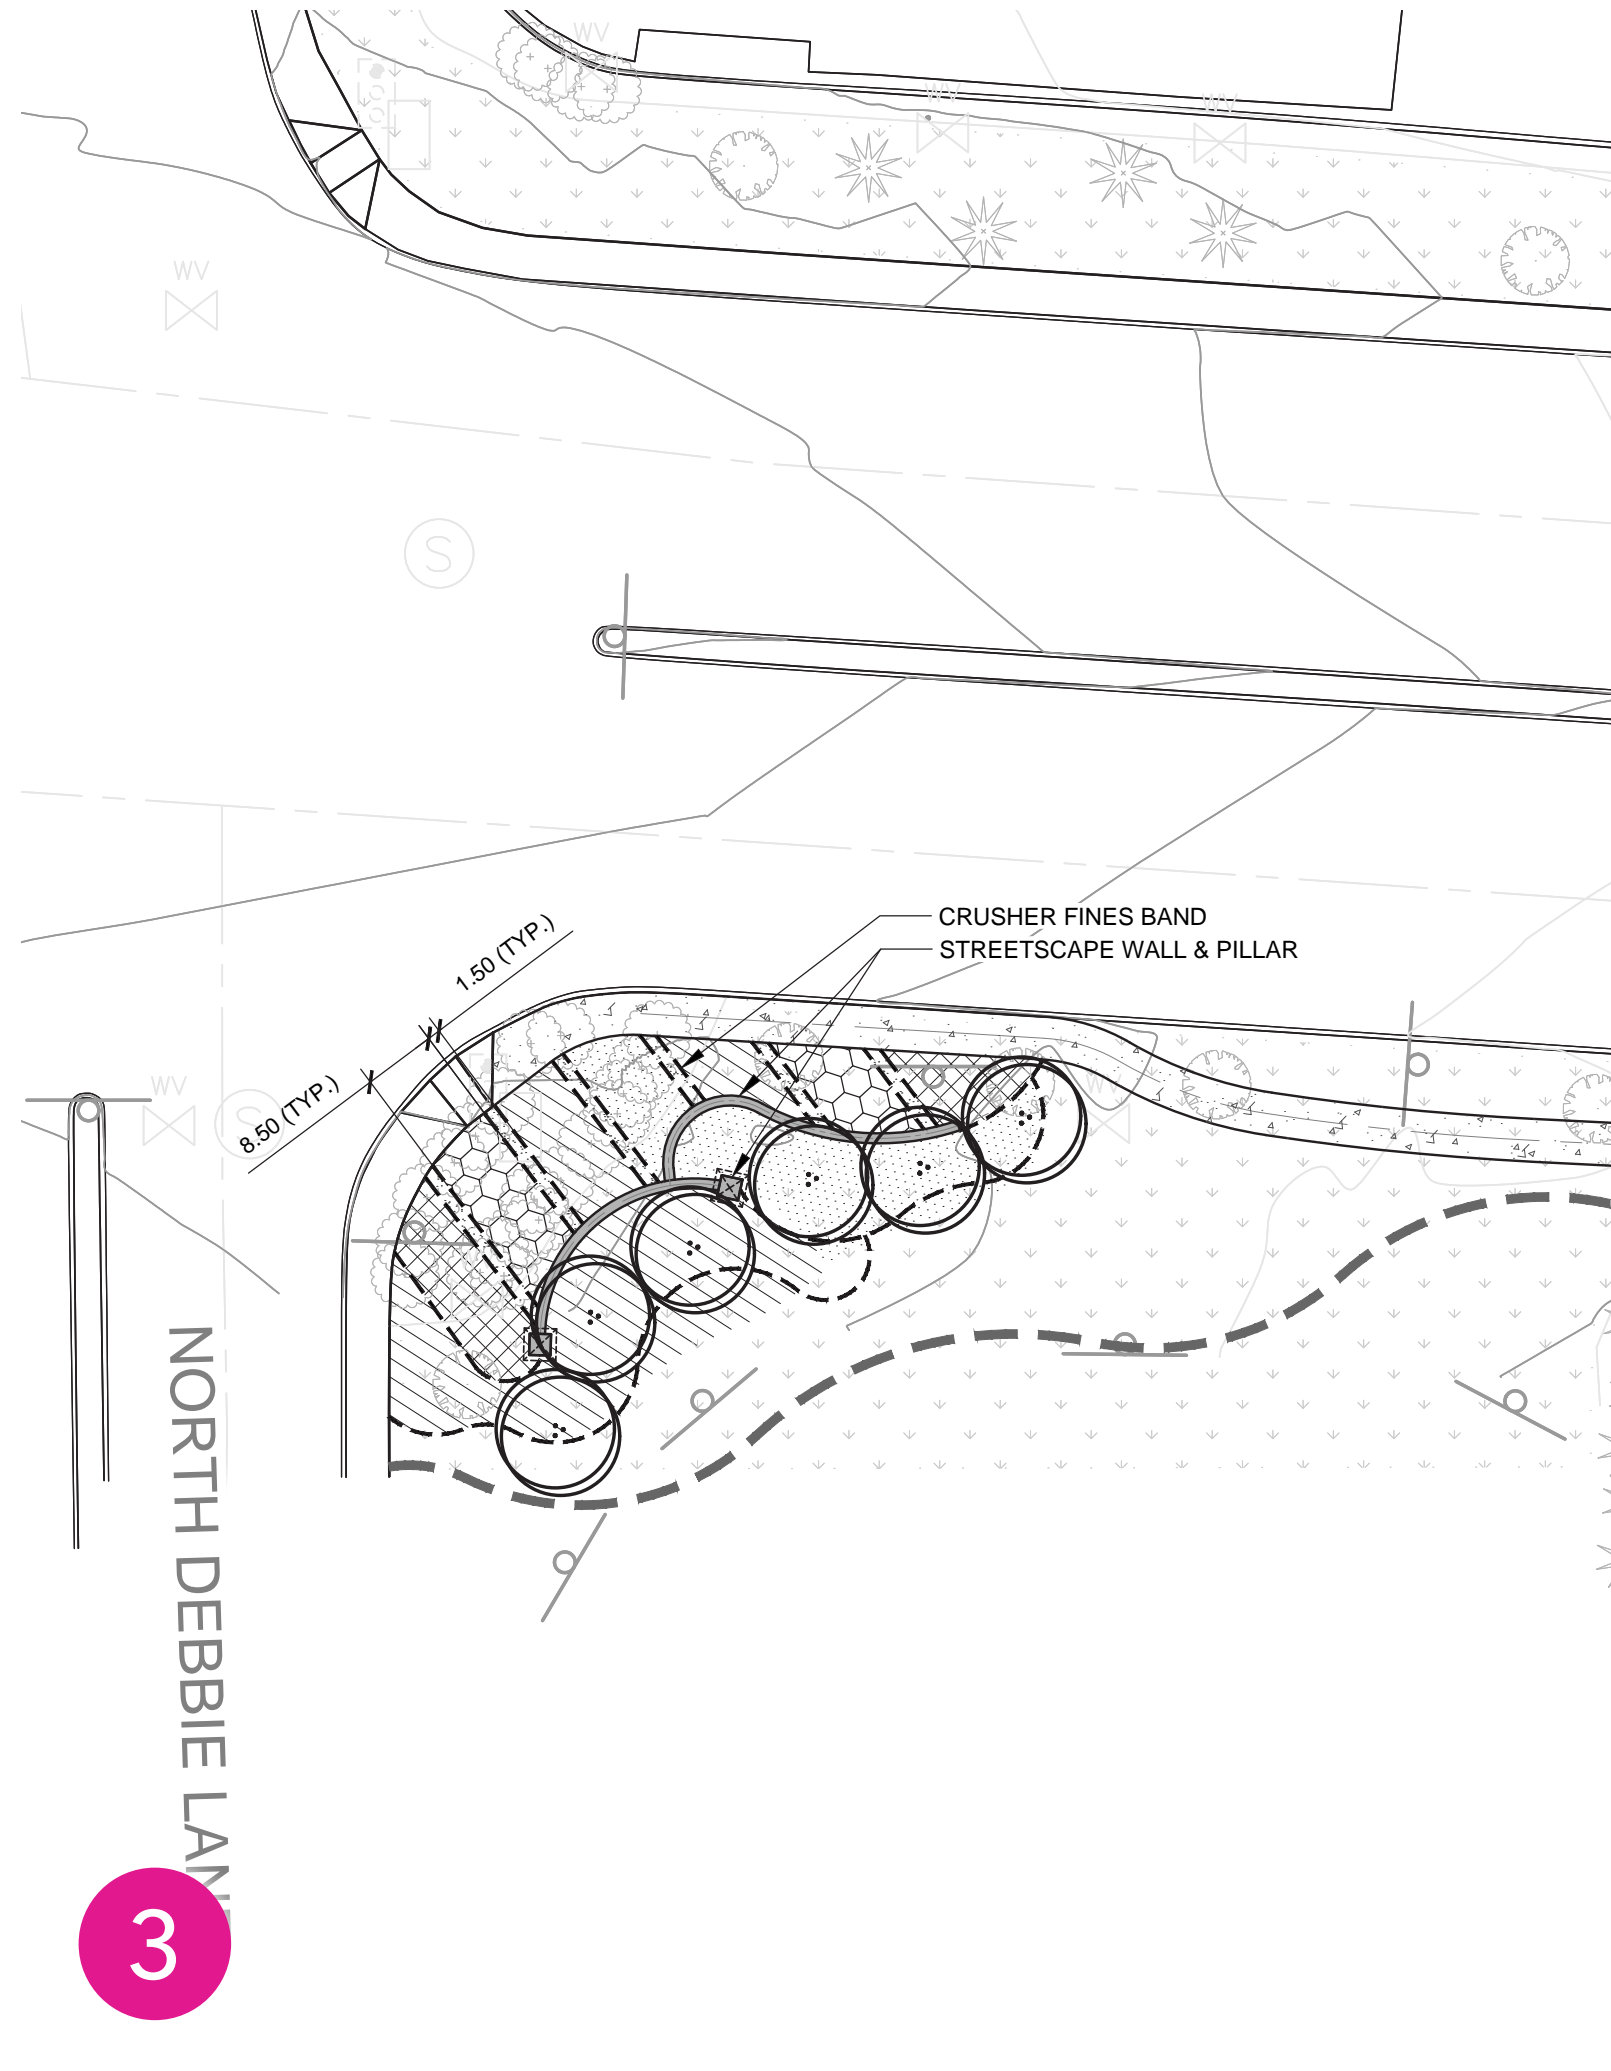 WV
WV
WV
WV
S
CRUSHER FINES BAND
STREETSCAPE WALL & PILLAR
1.50 (TYP.)
8.50 (TYP.)
WV
S
NORTH DEBBIE LANE
3